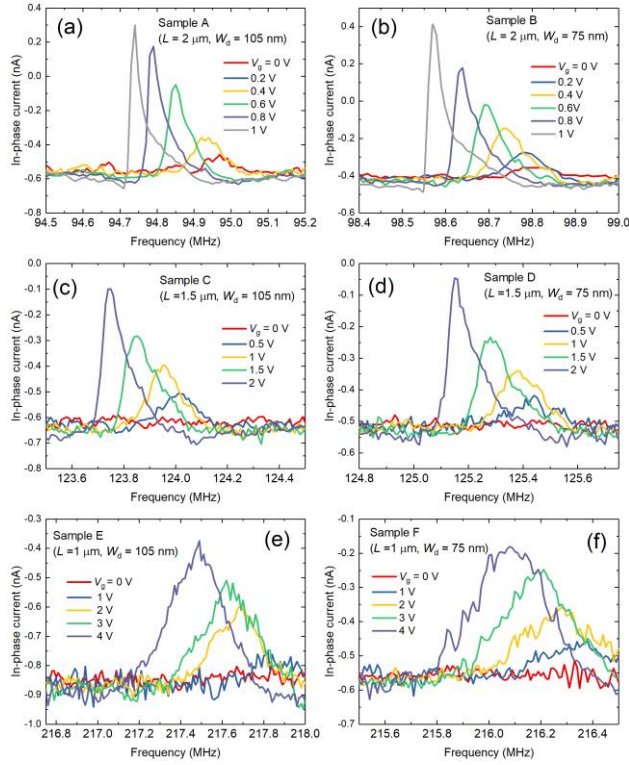 (a)
Sample A
(L = 2 μm, Wd = 105 nm)
Vg = 0 V
0.2 V
0.4 V
0.6 V
0.8 V
1 V
In-phase current (nA)
0.4
0.2
0.0
-0.2
-0.4
-0.6
-0.8
94.5 94.6 94.7 94.8 94.9 95.0 95.1 95.2
Frequency (MHz)
(b)
Sample B
(L = 2 μm, Wd = 75 nm)
Vg = 0 V
0.2 V
0.4 V
0.6V
0.8 V
1 V
In-phase current (nA)
0.6
0.4
0.2
0.0
-0.2
-0.4
-0.6
98.4 98.5 98.6 98.7 98.8 98.9 99.0
Frequency (MHz)
(c)
Sample C
(L =1.5 μm, Wd = 105 nm)
Vg = 0 V
0.5 V
1 V
1.5 V
2 V
In-phase current (nA)
0.0
-0.1
-0.2
-0.3
-0.4
-0.5
-0.6
-0.7
-0.8
123.6 123.8 124.0 124.2 124.4
Frequency (MHz)
(d)
Sample D
(L =1.5 μm, Wd = 75 nm)
Vg = 0 V
0.5 V
1 V
1.5 V
2 V
In-phase current (nA)
0.0
-0.1
-0.2
-0.3
-0.4
-0.5
-0.6
124.8 125.0 125.2 125.4 125.6
Frequency (MHz)
(e)
Sample E
(L =1 μm, Wd = 105 nm)
Vg = 0 V
1 V
2 V
3 V
4 V
In-phase current (nA)
-0.3
-0.4
-0.5
-0.6
-0.7
-0.8
-0.9
-1.0
216.8 217.0 217.2 217.4 217.6 217.8 218.0
Frequency (MHz)
(f)
Sample F
(L =1 μm, Wd = 75 nm)
Vg = 0 V
1 V
2 V
3 V
4 V
In-phase current (nA)
-0.1
-0.2
-0.3
-0.4
-0.5
-0.6
-0.7
215.6 215.8 216.0 216.2 216.4
Frequency (MHz)